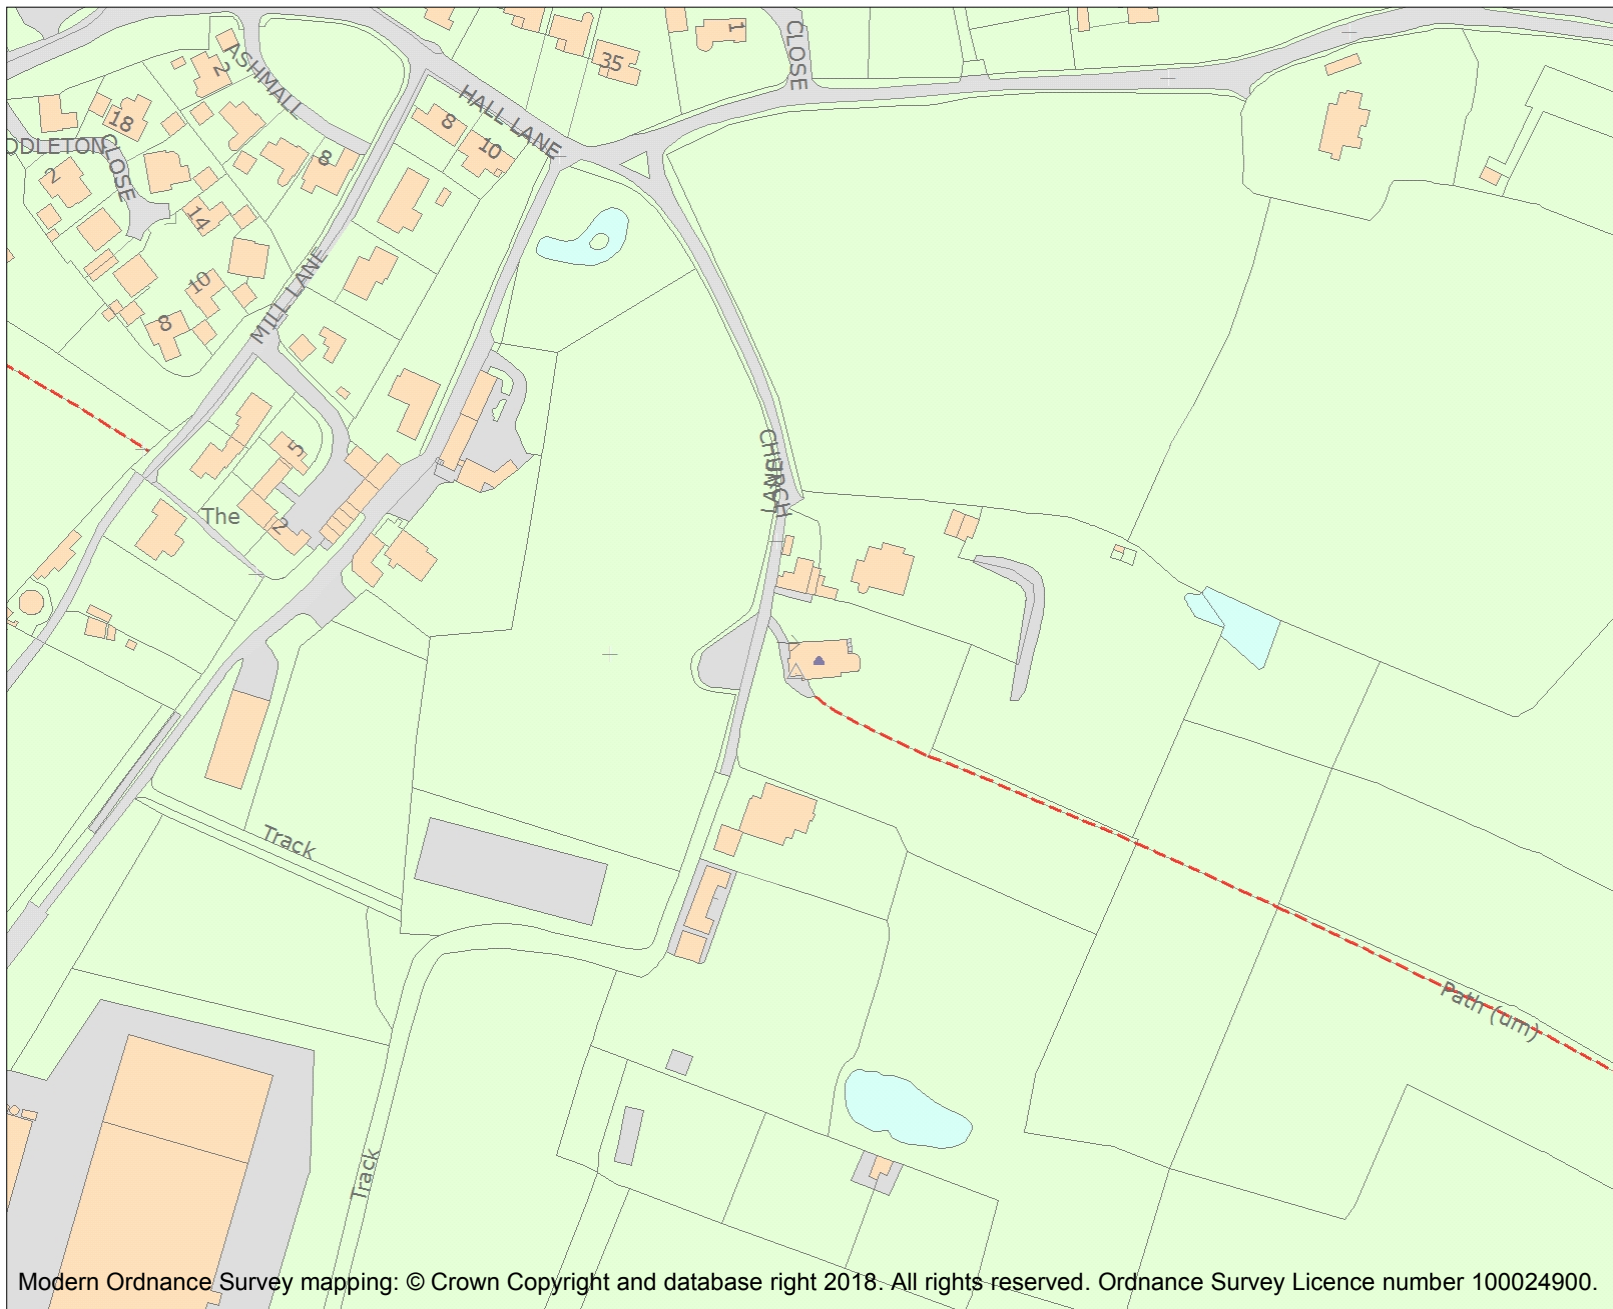 1
CLOSE
35
ASHMALL
2
HALL LANE
8
10
18
ODLETON
CLOSE
8
2
14
10
MILL LANE
8
5
The
2
CHURCH
WAY
Track
Path (um)
Track
Modern Ordnance Survey mapping: © Crown Copyright and database right 2018. All rights reserved. Ordnance Survey Licence number 100024900.